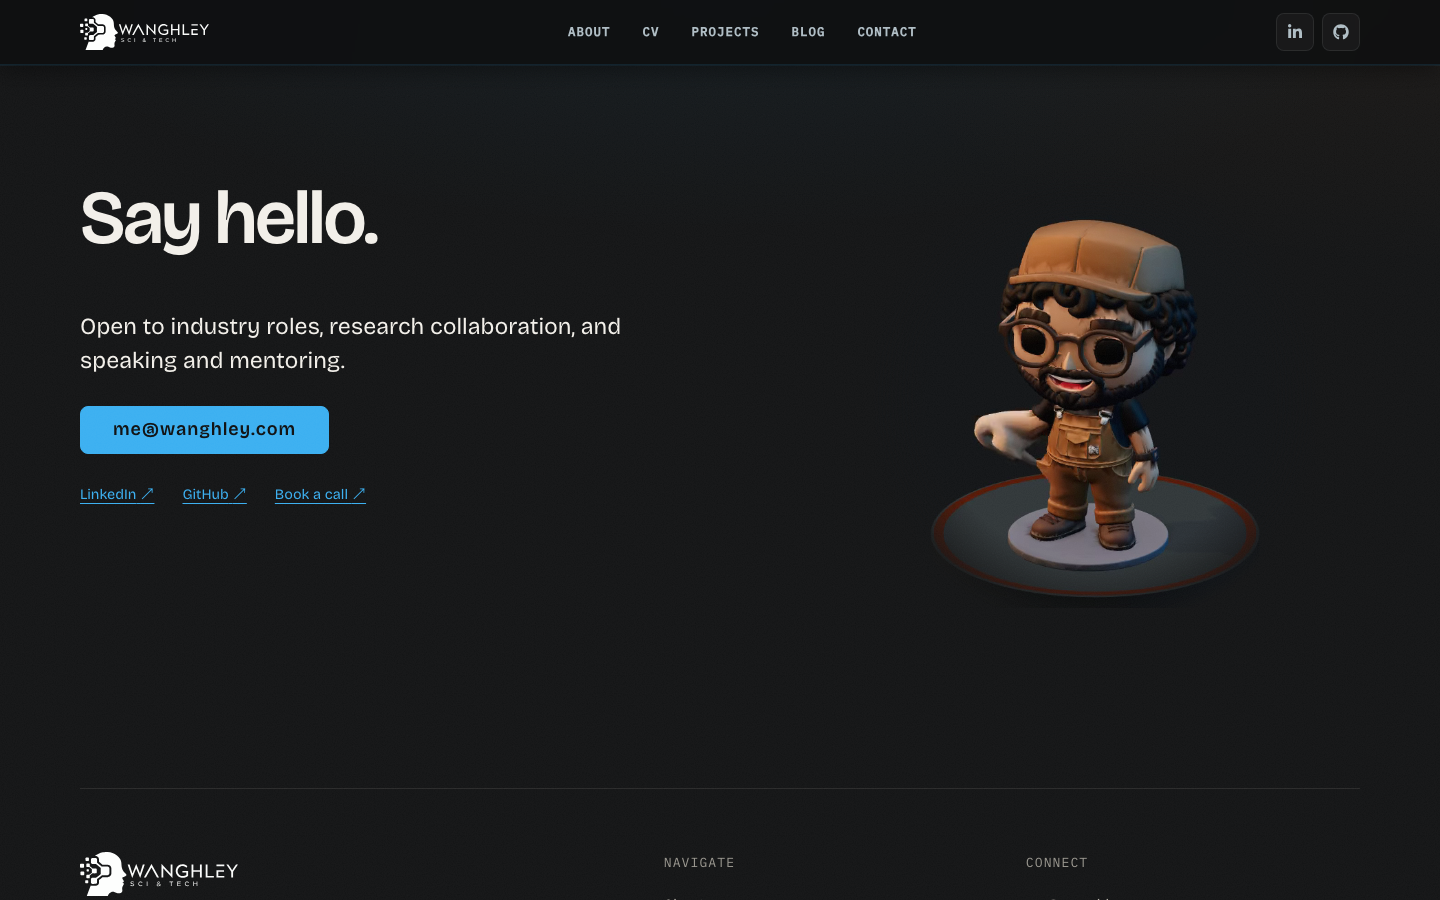 WANGHLEY
SCI & TECH
ABOUT CV PROJECTS BLOG CONTACT
in
Say hello.
Open to industry roles, research collaboration, and
speaking and mentoring.
me@wanghley.com
LinkedIn ↗ GitHub ↗ Book a call ↗
WANGHLEY
SCI & TECH
NAVIGATE
CONNECT